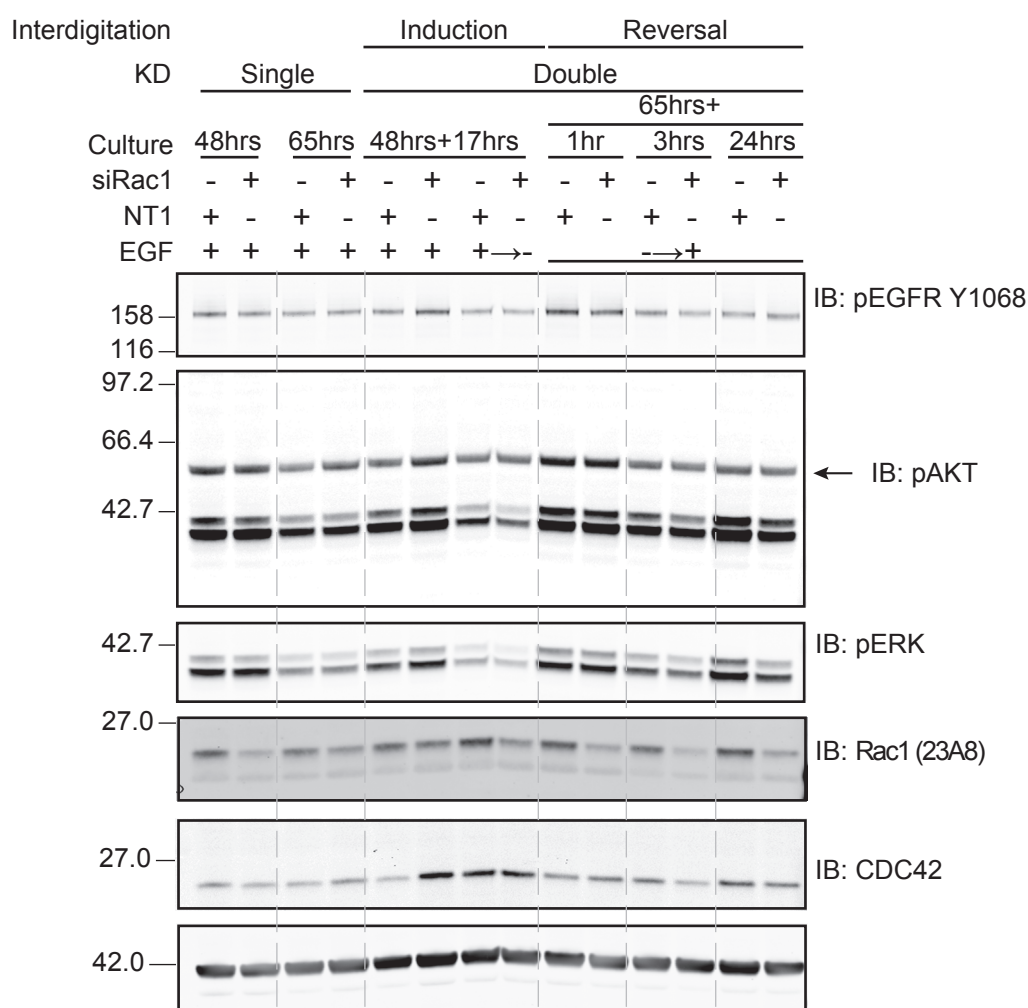 Interdigitation Induction Reversal
KD Single Double
65hrs+
Culture 48hrs 65hrs 48hrs+17hrs 1hr 3hrs 24hrs
siRac1 - + - + - + - + - + - + - +
NT1 + - + - + - + - + - + - + -
EGF + + + + + + +→- -→+
IB: pEGFR Y1068
158
116
97.2
66.4
IB: pAKT
42.7
42.7
IB: pERK
27.0
IB: Rac1 (23A8)
27.0
IB: CDC42
42.0